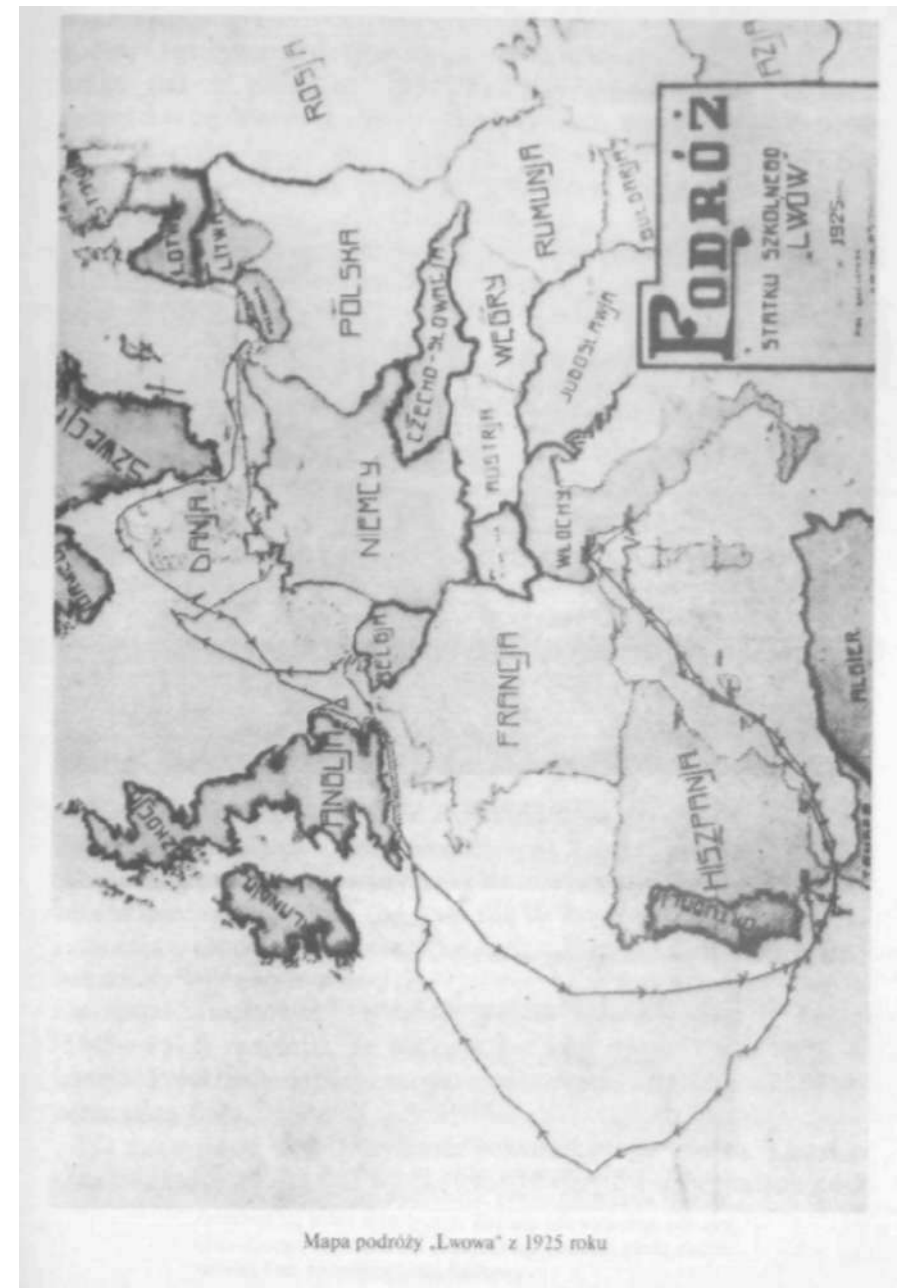 PODRÓŻ
STATKU SZKOLNEGO
„LWÓW”
1925
ROSJA
AZJA
ŁOTWA
LITWA
POLSKA
RUMUNJA
CZECHO-SŁOWACJA
WĘGRY
JUGOSŁAWJA
SZWECJA
DANJA
NIEMCY
AUSTRJA
WŁOCHY
BELGJA
FRANCJA
ANGLJA
SZKOCJA
IRLANDJA
HISZPANJA
PORTUGALJA
ALGIER
Mapa podróży „Lwowa“ z 1925 roku